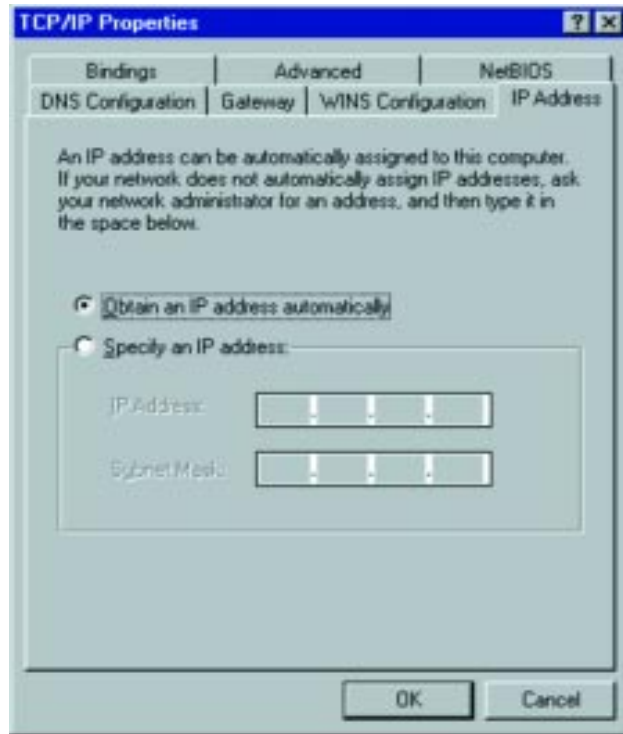 TCP/IP Properties
Bindings Advanced NetBIOS
DNS Configuration Gateway WINS Configuration IP Address
An IP address can be automatically assigned to this computer.
If your network does not automatically assign IP addresses, ask
your network administrator for an address, and then type it in
the space below.
Obtain an IP address automatically
Specify an IP address:
IP Address:
Subnet Mask:
OK Cancel